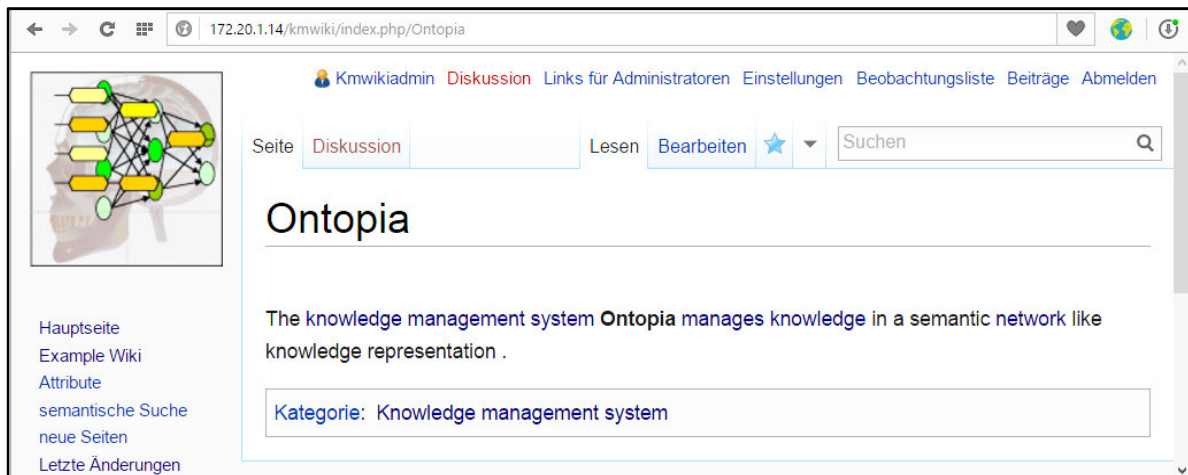 172.20.1.14/kmwiki/index.php/Ontopia
Kmwikiadmin Diskussion Links für Administratoren Einstellungen Beobachtungsliste Beiträge Abmelden
Seite Diskussion Lesen Bearbeiten Suchen
Ontopia
The knowledge management system Ontopia manages knowledge in a semantic network like
knowledge representation .
Kategorie: Knowledge management system
Hauptseite
Example Wiki
Attribute
semantische Suche
neue Seiten
Letzte Änderungen